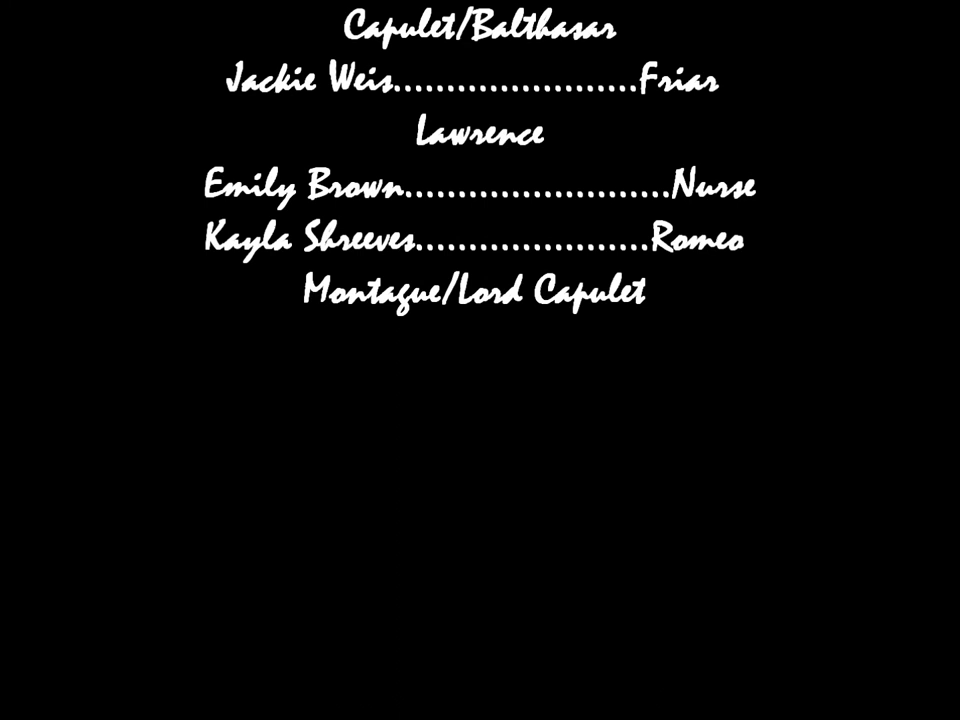 Capulet/Balthasar
Jackie Weis.......................Friar
Lawrence
Emily Brown.........................Nurse
Kayla Shreeves......................Romeo
Montague/Lord Capulet